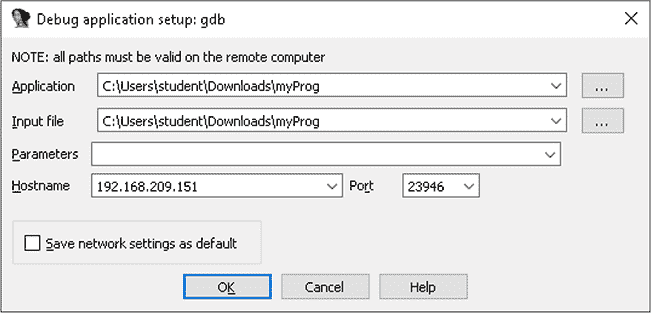 Debug application setup: gdb
NOTE: all paths must be valid on the remote computer
Application C:\Users\student\Downloads\myProg ...
Input file C:\Users\student\Downloads\myProg ...
Parameters
Hostname 192.168.209.151 Port 23946
Save network settings as default
OK Cancel Help